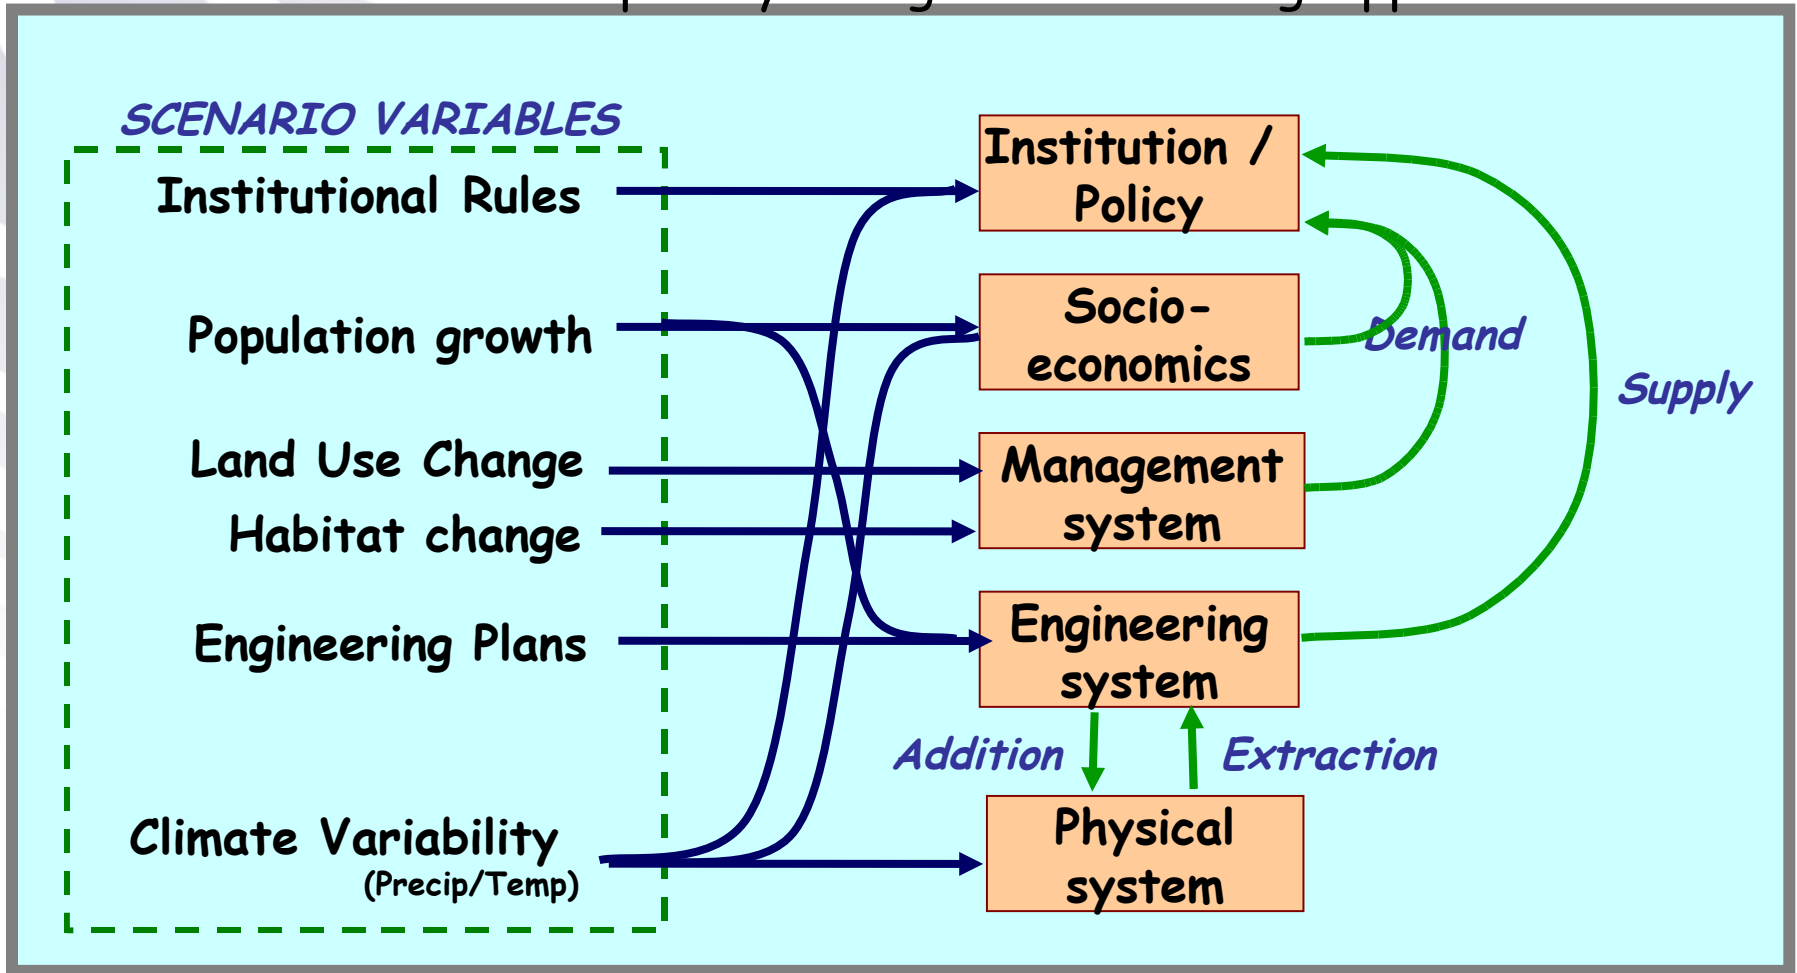 SCENARIO VARIABLES
Institutional Rules
Population growth
Land Use Change
Habitat change
Engineering Plans
Climate Variability
(Precip/Temp)
Institution /
Policy
Socio-
economics
Management
system
Engineering
system
Physical
system
Demand
Supply
Addition
Extraction